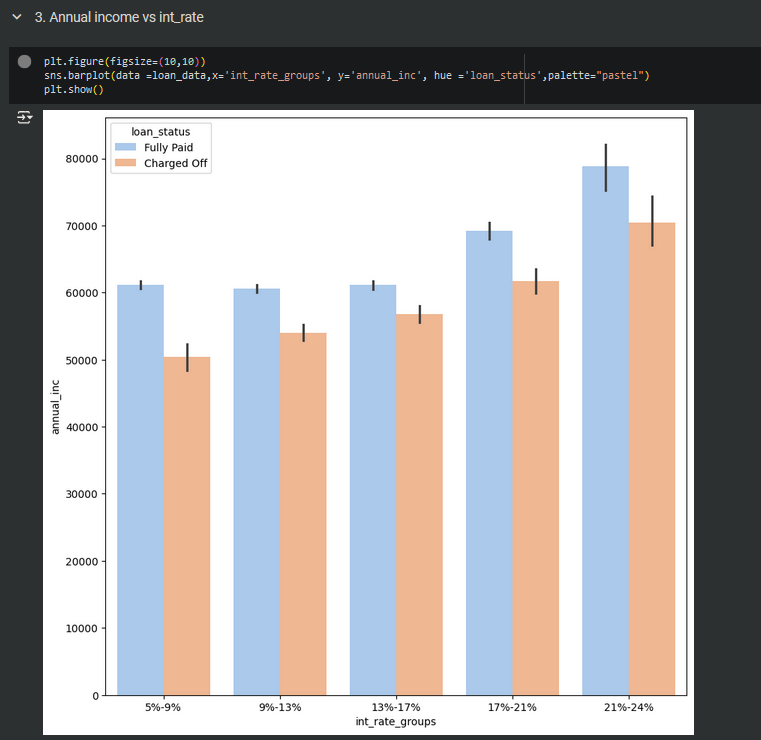 3. Annual income vs int_rate
plt.figure(figsize=(10,10))
sns.barplot(data =loan_data,x='int_rate_groups', y='annual_inc', hue ='loan_status',palette="pastel")
plt.show()
loan_status
Fully Paid
Charged Off
80000
70000
60000
50000
40000
30000
20000
10000
0
annual_inc
5%-9% 9%-13% 13%-17% 17%-21% 21%-24%
int_rate_groups